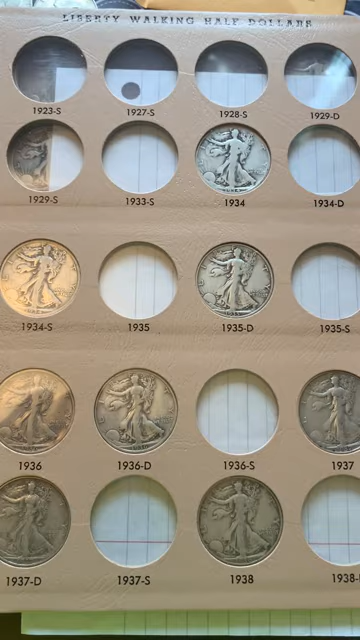 LIBERTY WALKING HALF DOLLARS
1923-S 1927-S 1928-S 1929-D
1929-S 1933-S 1934 1934-D
1934-S 1935 1935-D 1935-S
1936 1936-D 1936-S 1937
1937-D 1937-S 1938 1938-